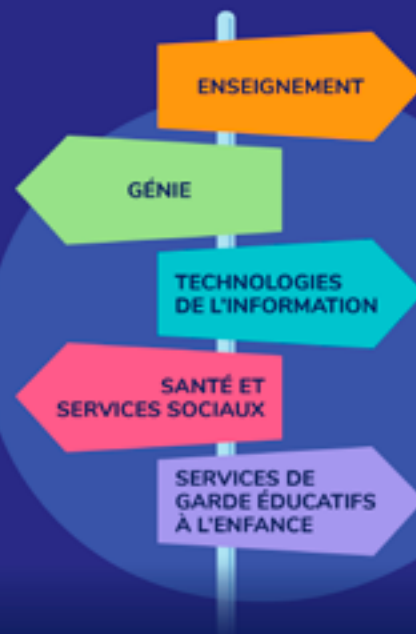 ENSEIGNEMENT
GÉNIE
TECHNOLOGIES
DE L'INFORMATION
SANTÉ ET
SERVICES SOCIAUX
SERVICES DE
GARDE ÉDUCATIFS
À L'ENFANCE